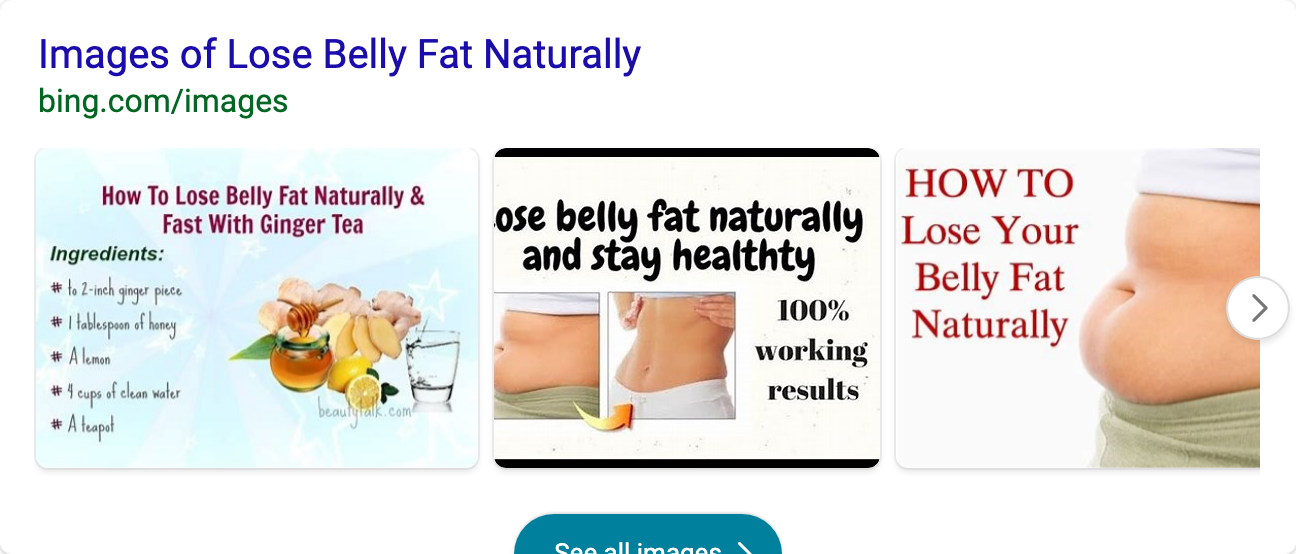 Images of Lose Belly Fat Naturally
bing.com/images
How To Lose Belly Fat Naturally &
Fast With Ginger Tea
Ingredients:
# to 2-inch ginger piece
# 1 tablespoon of honey
# A lemon
# 4 cups of clean water
# A teapot
beautytalk.com
ose belly fat naturally
and stay healthty
100%
working
results
HOW TO
Lose Your
Belly Fat
Naturally
See all images